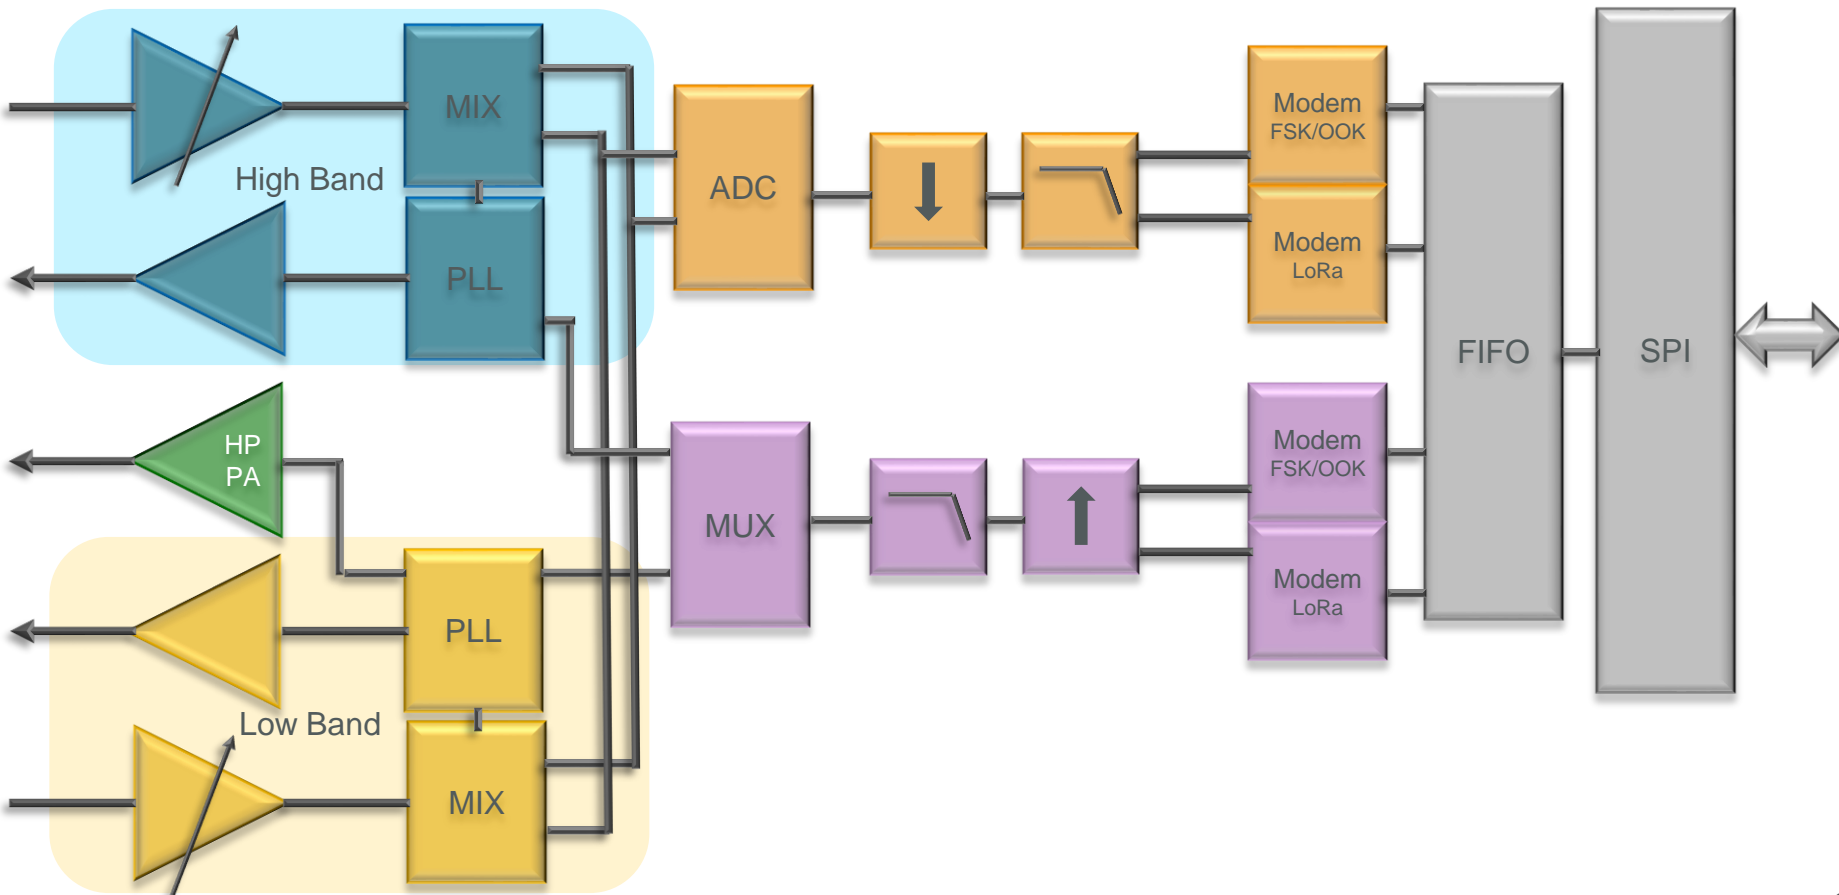 MIX
High Band
PLL
ADC
Modem
FSK/OOK
Modem
LoRa
FIFO
SPI
HP
PA
MUX
Modem
FSK/OOK
Modem
LoRa
PLL
Low Band
MIX